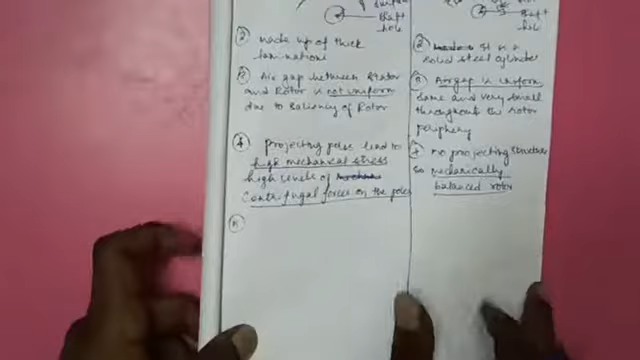 surface
shaft
hole
② made up of thick
laminations
③ Air gap between stator
and Rotor is not uniform
due to Saliency of Rotor
④ projecting poles lead to
high mechanical stress
high levels of
Centrifugal forces on the poles
⑤
shaft
hole
② It is a
solid steel cylinder
③ Airgap is uniform
same and very small
throughout the rotor
periphery
④ no projecting structure
so mechanically
balanced rotor